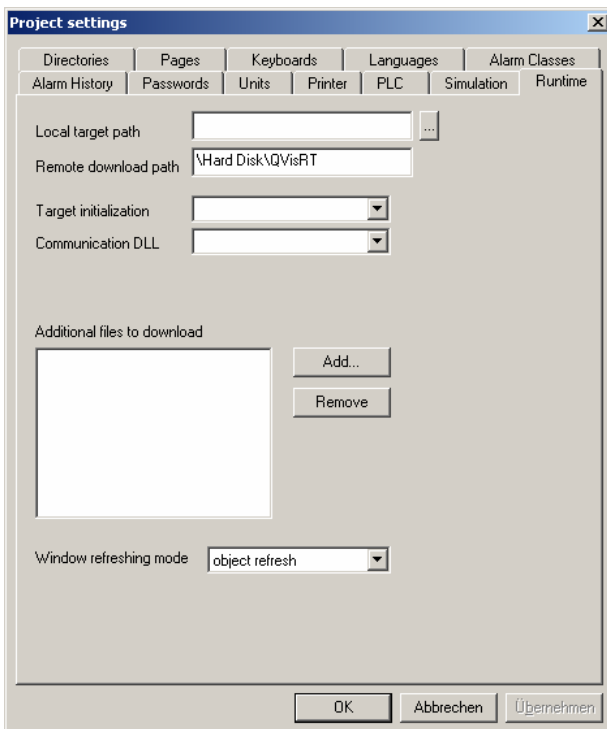 Project settings
Directories Pages Keyboards Languages Alarm Classes
Alarm History Passwords Units Printer PLC Simulation Runtime
Local target path ...
Remote download path \Hard Disk\QVisRT
Target initialization
Communication DLL
Additional files to download
Add...
Remove
Window refreshing mode object refresh
OK Abbrechen Übernehmen